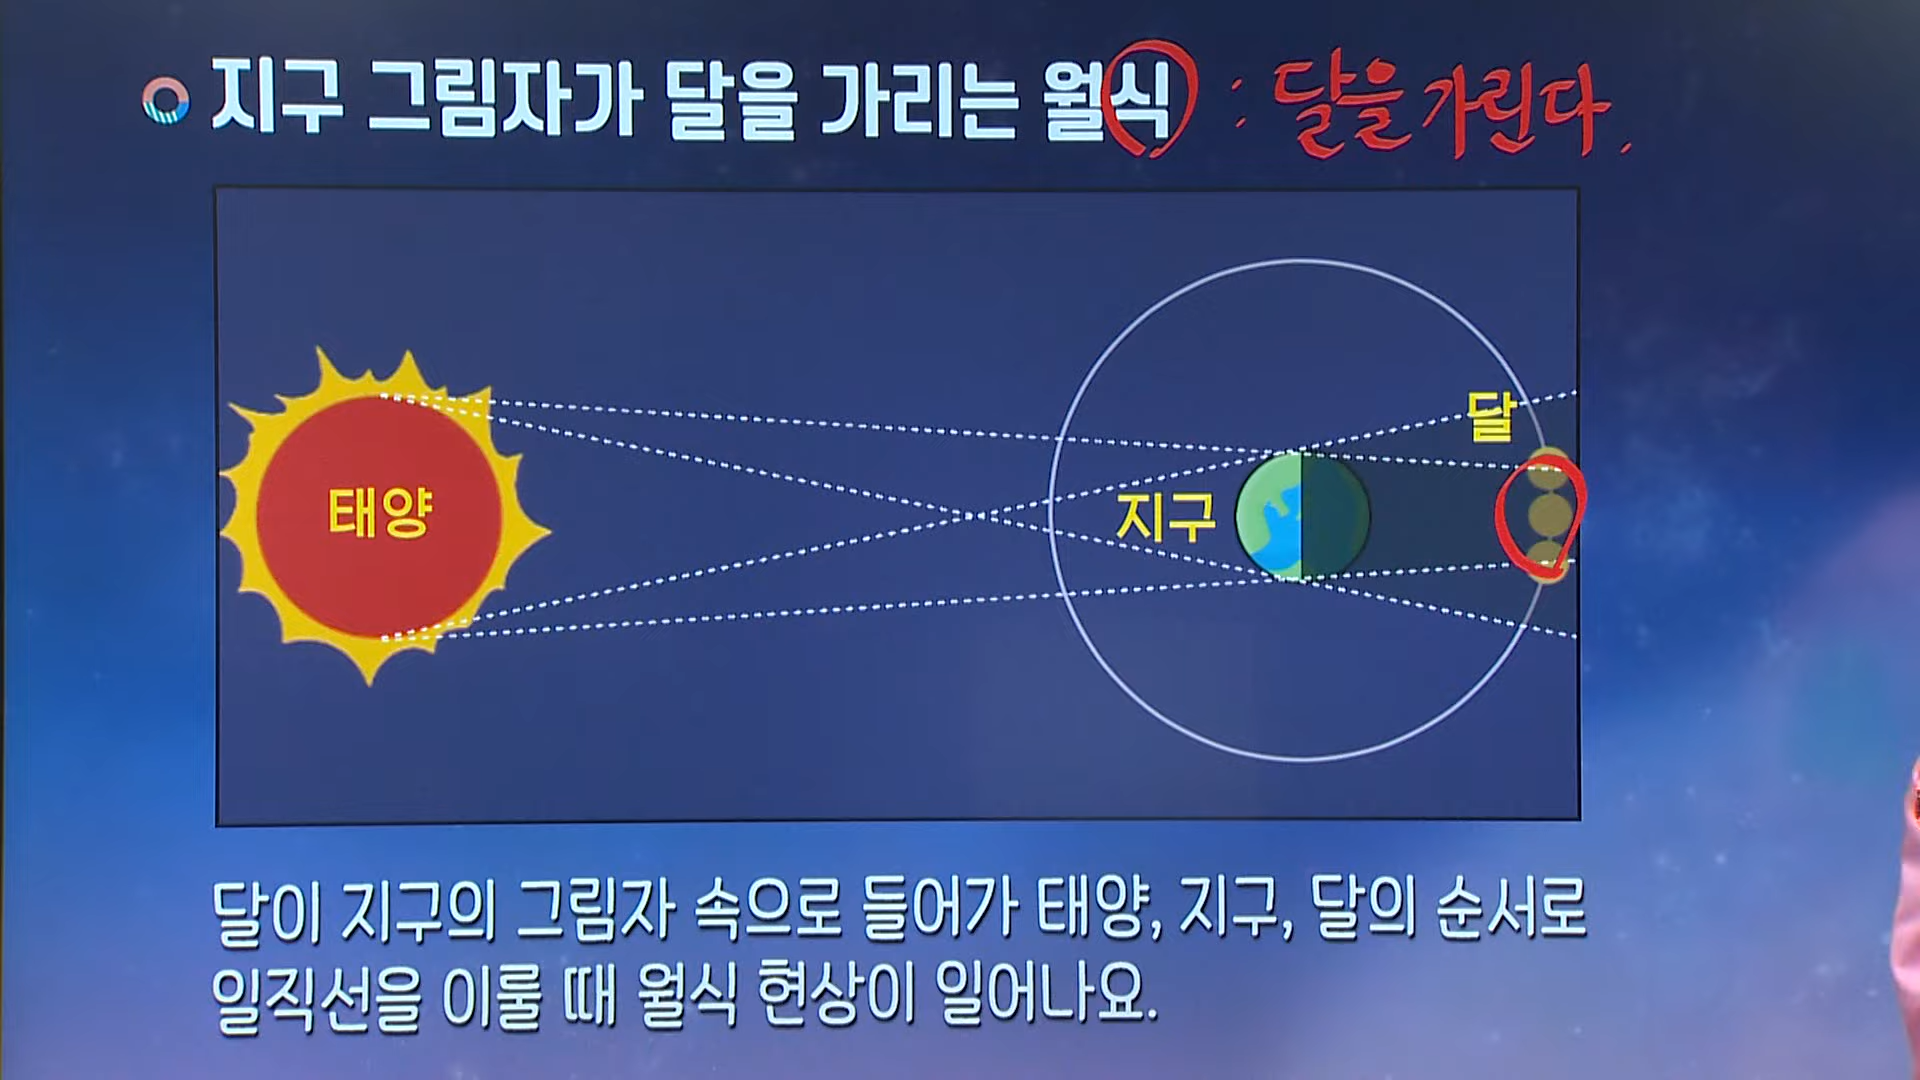 지구 그림자가 달을 가리는 월식 : 달을 가린다.
달
태양
지구
달이 지구의 그림자 속으로 들어가 태양, 지구, 달의 순서로
일직선을 이룰 때 월식 현상이 일어나요.